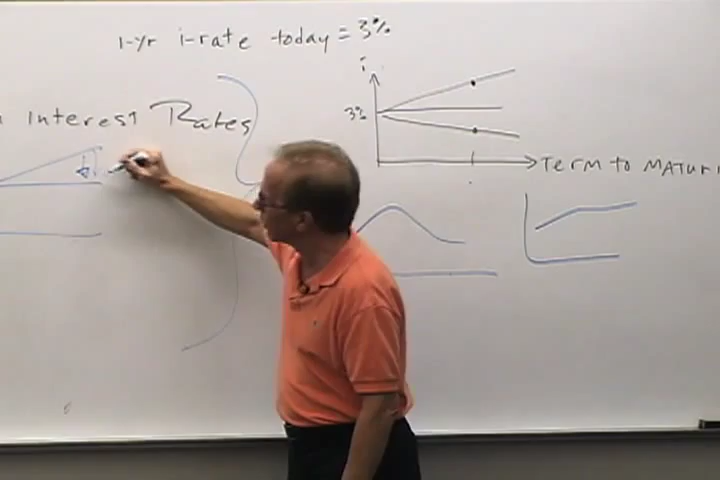 1-yr i-rate today = 3%
i
Interest Rates
3%
TERM TO MATURI